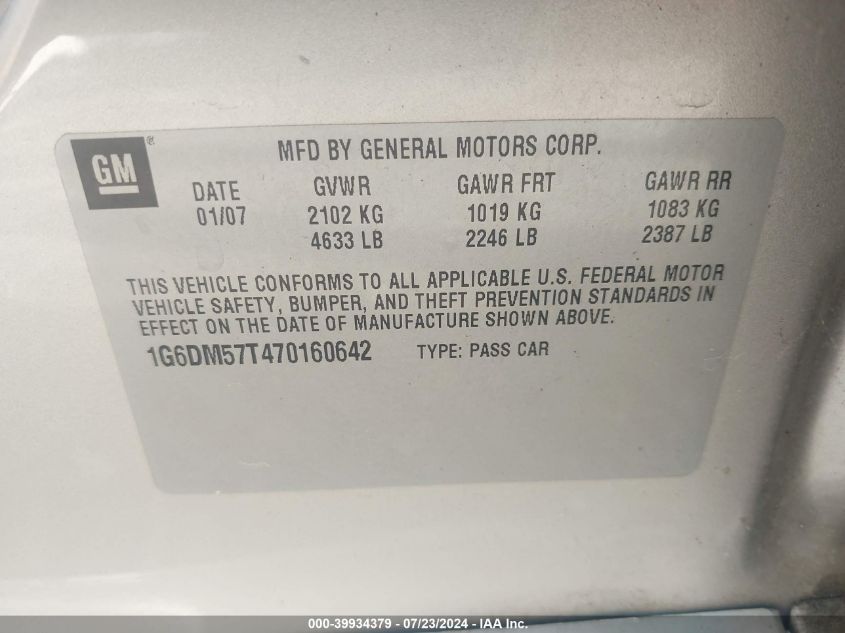 GM®
MFD BY GENERAL MOTORS CORP.
DATE GVWR GAWR FRT GAWR RR
01/07 2102 KG 1019 KG 1083 KG
4633 LB 2246 LB 2387 LB
THIS VEHICLE CONFORMS TO ALL APPLICABLE U.S. FEDERAL MOTOR
VEHICLE SAFETY, BUMPER, AND THEFT PREVENTION STANDARDS IN
EFFECT ON THE DATE OF MANUFACTURE SHOWN ABOVE.
1G6DM57T470160642 TYPE: PASS CAR
000-39934379 - 07/23/2024 - IAA Inc.